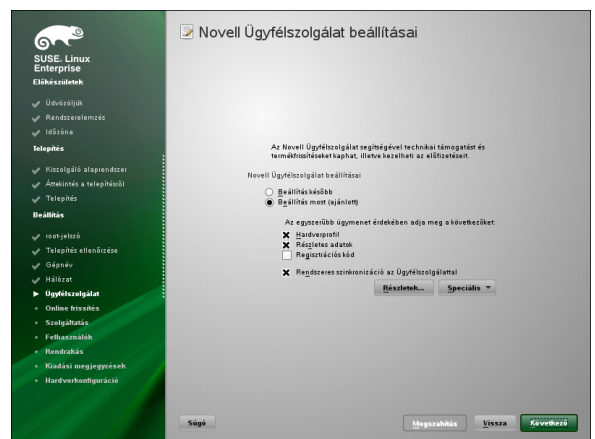 Novell Ügyfélszolgálat beállításai
SUSE. Linux
Enterprise
Előkészületek
Üdvözöljük
Rendszerelemzés
Időzóna
Telepítés
Kiszolgáló alaprendszer
Áttekintés a telepítésről
Telepítés
Beállítás
root-jelszó
Telepítés ellenőrzése
Gépnév
Hálózat
Ügyfélszolgálat
Online frissítés
Szolgáltatás
Felhasználók
Rendrakás
Kiadási megjegyzések
Hardverkonfiguráció
Az Novell Ügyfélszolgálat segítségével technikai támogatást és
termékfrissítéseket kaphat, illetve kezelheti az előfizetéseit.
Novell Ügyfélszolgálat beállításai
Beállítás később
Beállítás most (ajánlott)
Az egyszerűbb ügymenet érdekében adja meg a következőket:
Hardverprofil
Részletes adatok
Regisztrációs kód
Rendszeres szinkronizáció az Ügyfélszolgálattal
Részletek... Speciális
Súgó Megszakítás Vissza Következő